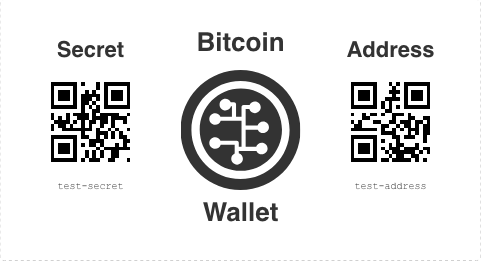 Secret
Bitcoin
Address
test-secret
test-address
Wallet